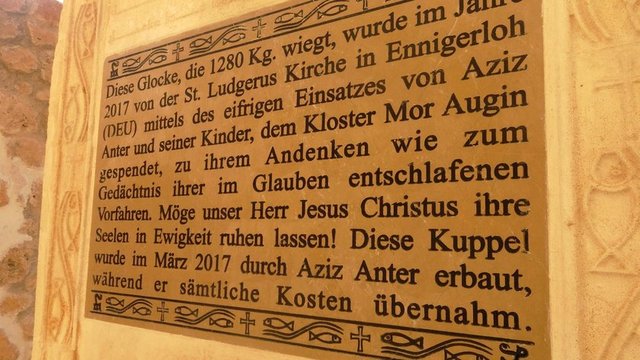 Diese Glocke, die 1280 Kg. wiegt, wurde im Jahre
2017 von der St. Ludgerus Kirche in Ennigerloh
(DEU) mittels des eifrigen Einsatzes von Aziz
Anter und seiner Kinder, dem Kloster Mor Augin
gespendet, zu ihrem Andenken wie zum
Gedächtnis ihrer im Glauben entschlafenen
Vorfahren. Möge unser Herr Jesus Christus ihre
Seelen in Ewigkeit ruhen lassen! Diese Kuppel
wurde im März 2017 durch Aziz Anter erbaut,
während er sämtliche Kosten übernahm.